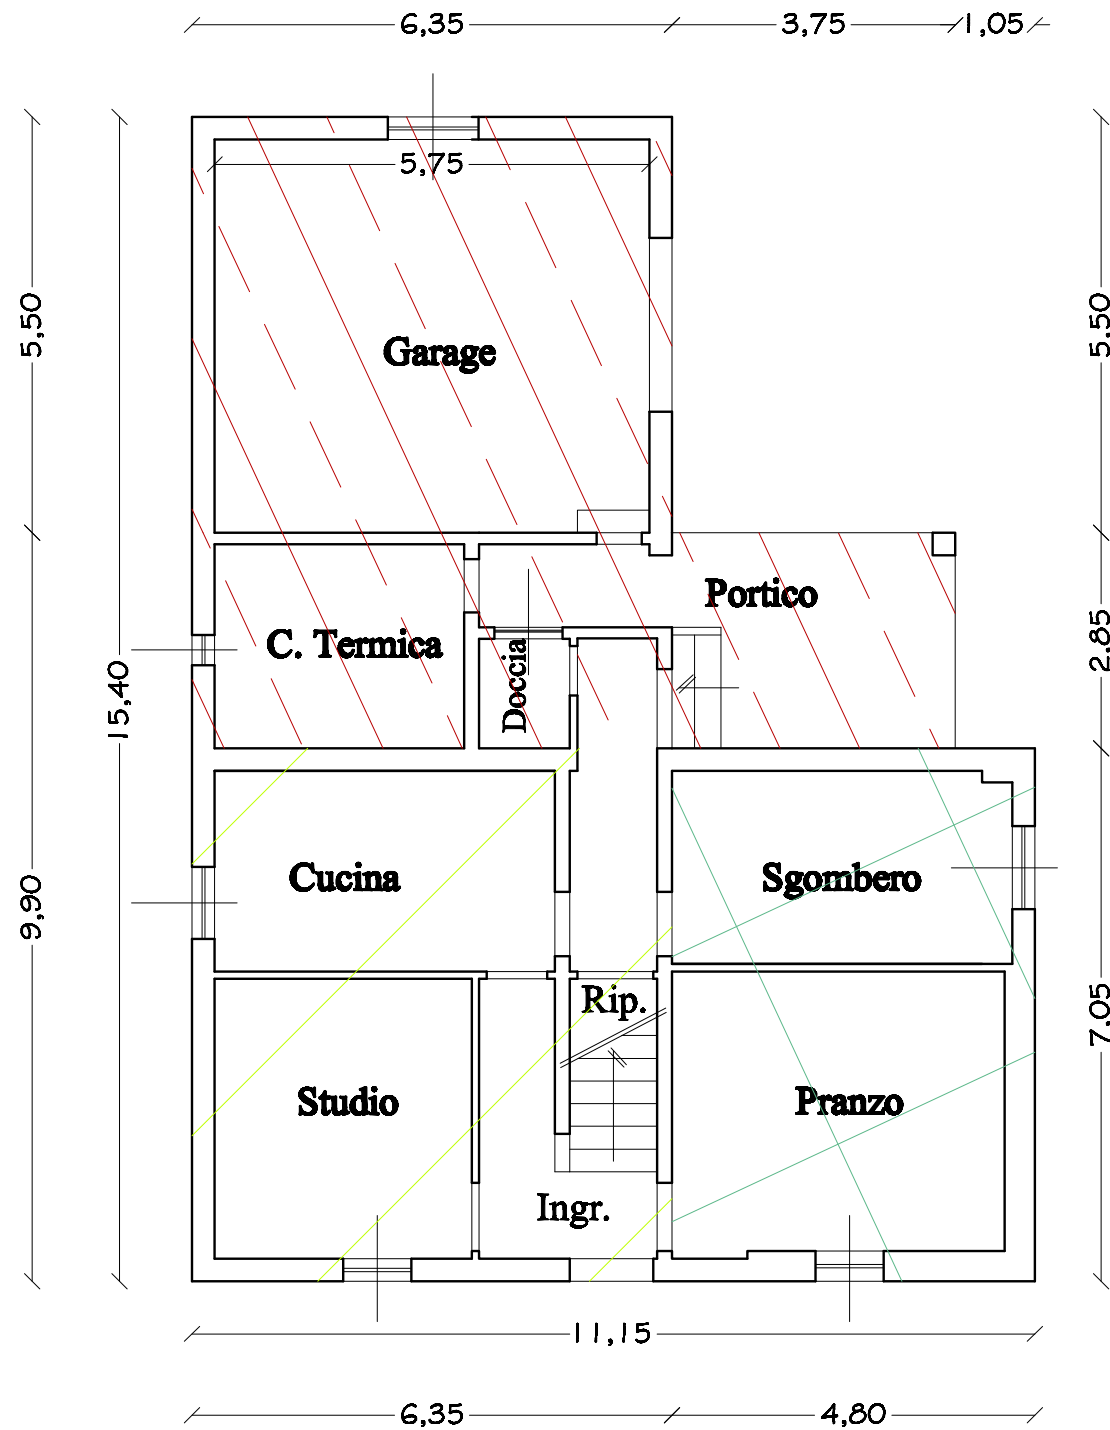 6,35
3,75
1,05
5,75
5,50
5.50
Garage
Portico
C. Termica
Doccia
2.85
15,40
Cucina
Sgombero
9,90
Rip.
7.05
Studio
Pranzo
Ingr.
11,15
6,35
4,80